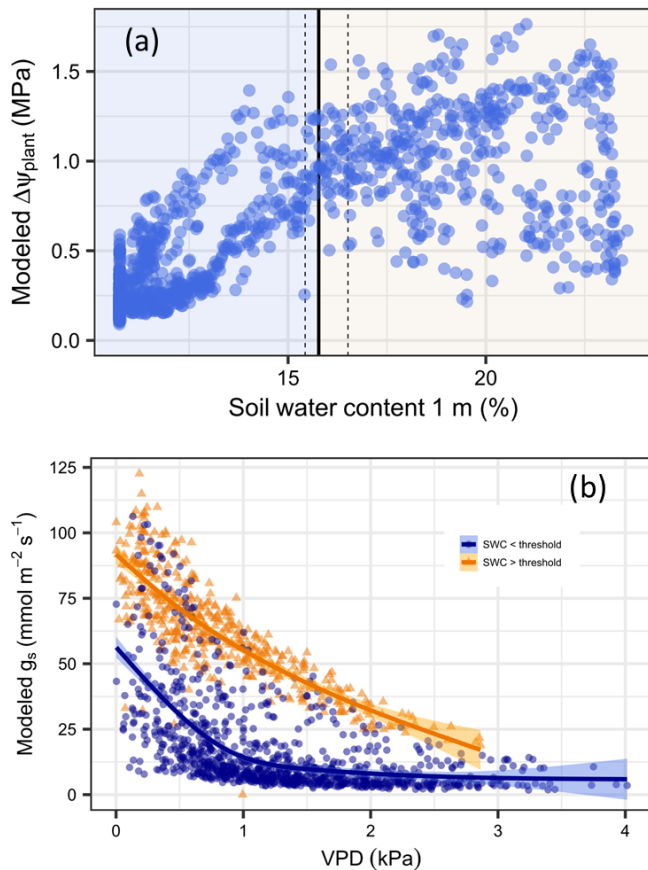 (a)
Modeled Δψplant (MPa)
1.5
1.0
0.5
0.0
15
20
Soil water content 1 m (%)
(b)
Modeled gs (mmol m−2 s−1)
125
100
75
50
25
0
SWC < threshold
SWC > threshold
0
1
2
3
4
VPD (kPa)